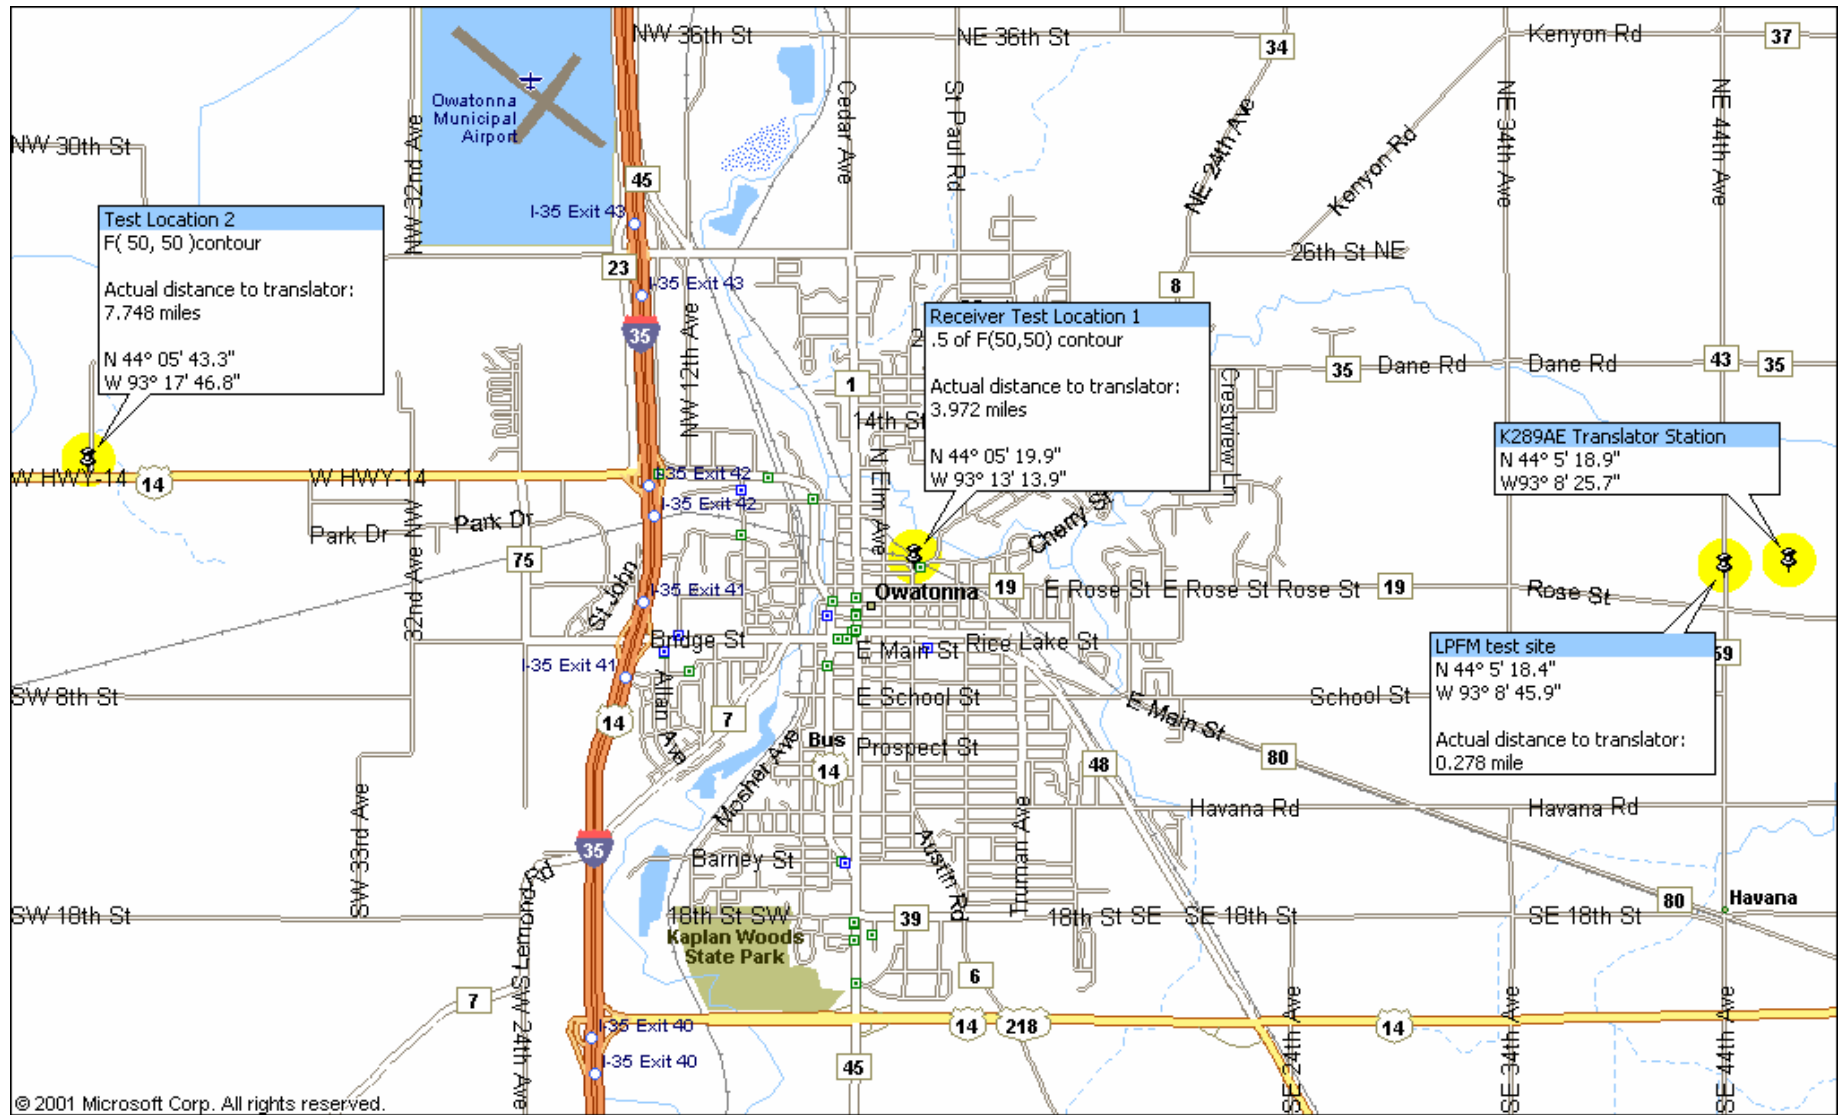 NW 36th St
NE 36th St
34
Kenyon Rd
37
Owatonna
Municipal
Airport
NW 30th St
NW 32nd Ave
Cedar Ave
St Paul Rd
NE 24th Ave
Kenyon Rd
NE 34th Ave
NE 44th Ave
45
I-35 Exit 43
Test Location 2
F( 50, 50 )contour
Actual distance to translator:
7.748 miles
N 44° 05' 43.3"
W 93° 17' 46.8"
23
I-35 Exit 43
26th St NE
8
35
NW 12th Ave
Receiver Test Location 1
.5 of F(50,50) contour
Actual distance to translator:
3.972 miles
N 44° 05' 19.9"
W 93° 13' 13.9"
1
14th St
N Elm Ave
Crestview Ln
35
Dane Rd
Dane Rd
43
35
K289AE Translator Station
N 44° 5' 18.9"
W93° 8' 25.7"
W HWY-14
14
W HWY-14
I-35 Exit 42
I-35 Exit 42
Park Dr
Park Dr
32nd Ave NW
75
St John
Cherry St
I-35 Exit 41
Owatonna
19
E Rose St
E Rose St
Rose St
19
Rose St
Bridge St
E Main St
Rice Lake St
I-35 Exit 41
Allan Ave
LPFM test site
N 44° 5' 18.4"
W 93° 8' 45.9"
Actual distance to translator:
0.278 mile
59
SW 8th St
14
7
E School St
E Main St
School St
Bus
14
Prospect St
Mosher Ave
48
80
SW 33rd Ave
Havana Rd
Havana Rd
35
Barney St
Austin Rd
Truman Ave
SW 18th St
Lemond Rd
18th St SW
39
18th St SE
SE 18th St
SE 18th St
80
Havana
Kaplan Woods
State Park
7
SW 24th Ave
6
I-35 Exit 40
14
218
14
I-35 Exit 40
45
SE 24th Ave
SE 34th Ave
SE 44th Ave
© 2001 Microsoft Corp. All rights reserved.